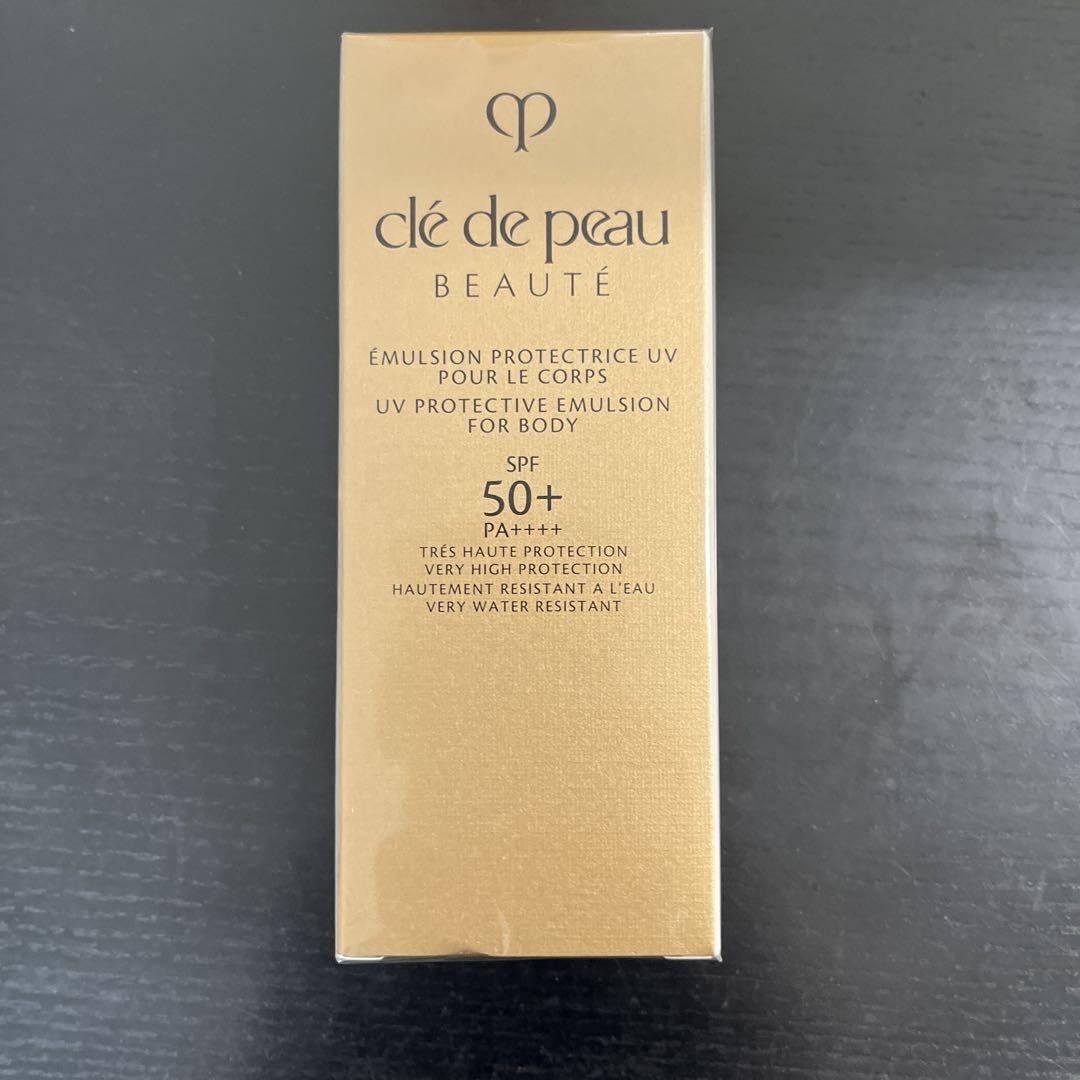 clé de peau
BEAUTÉ
ÉMULSION PROTECTRICE UV
POUR LE CORPS
UV PROTECTIVE EMULSION
FOR BODY
SPF
50+
PA++++
TRÉS HAUTE PROTECTION
VERY HIGH PROTECTION
HAUTEMENT RESISTANT A L'EAU
VERY WATER RESISTANT